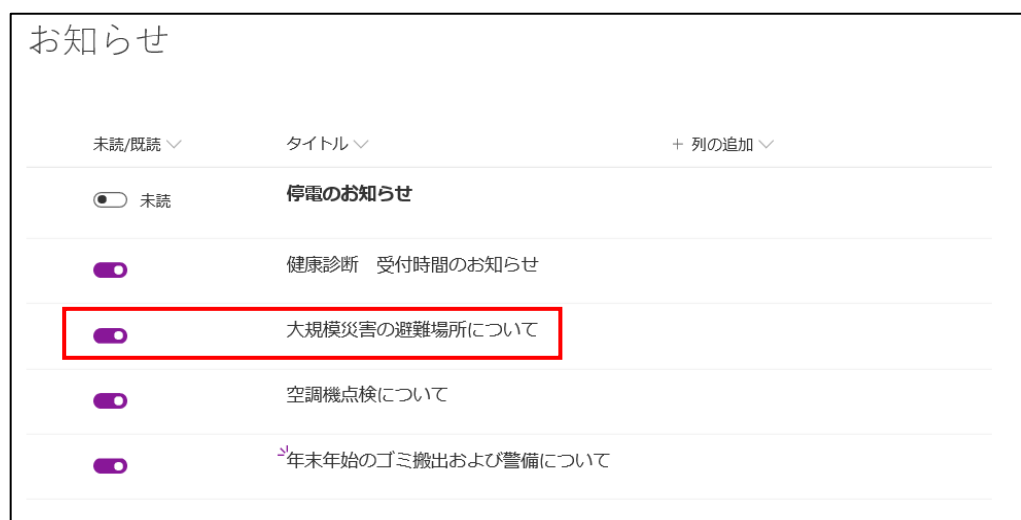 お知らせ
未読/既読 タイトル + 列の追加
未読 停電のお知らせ
健康診断　受付時間のお知らせ
大規模災害の避難場所について
空調機点検について
年末年始のゴミ搬出および警備について